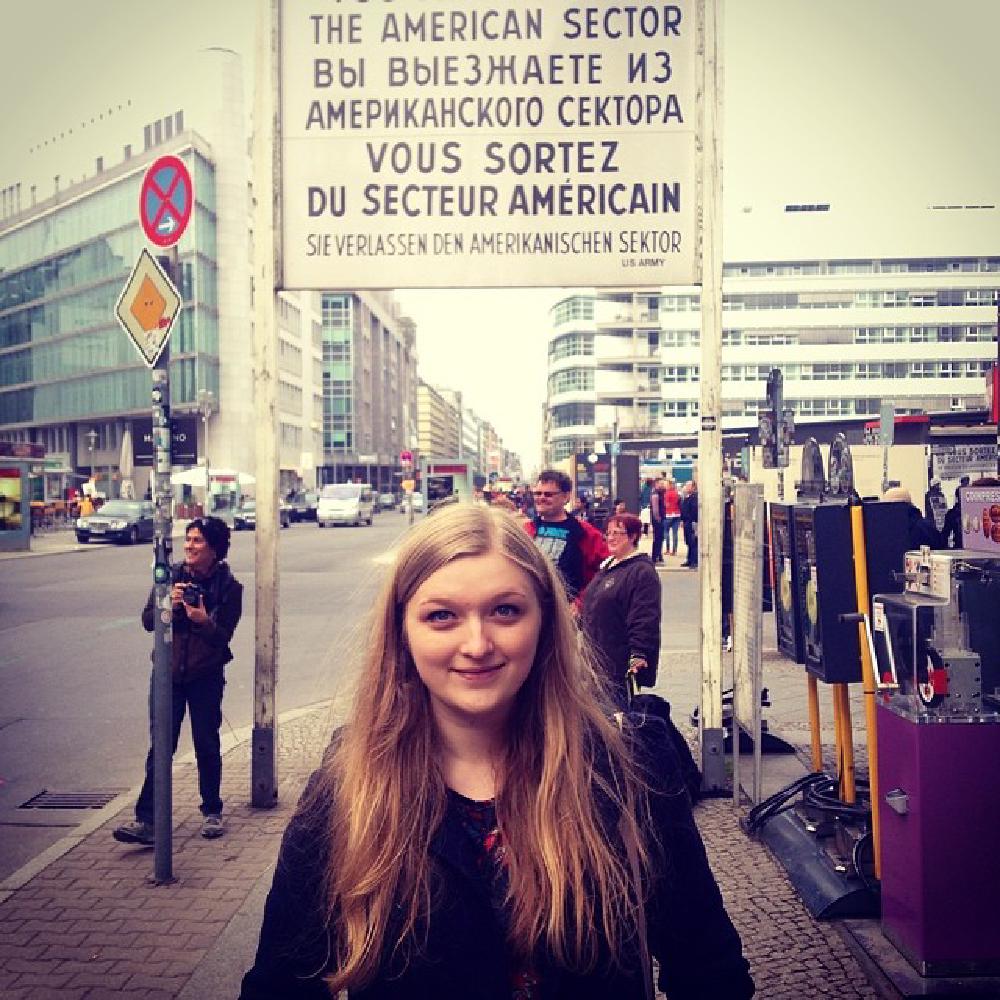 THE AMERICAN SECTOR
ВЫ ВЫЕЗЖАЕТЕ ИЗ
АМЕРИКАНСКОГО СЕКТОРА
VOUS SORTEZ
DU SECTEUR AMÉRICAIN
SIE VERLASSEN DEN AMERIKANISCHEN SEKTOR
US ARMY